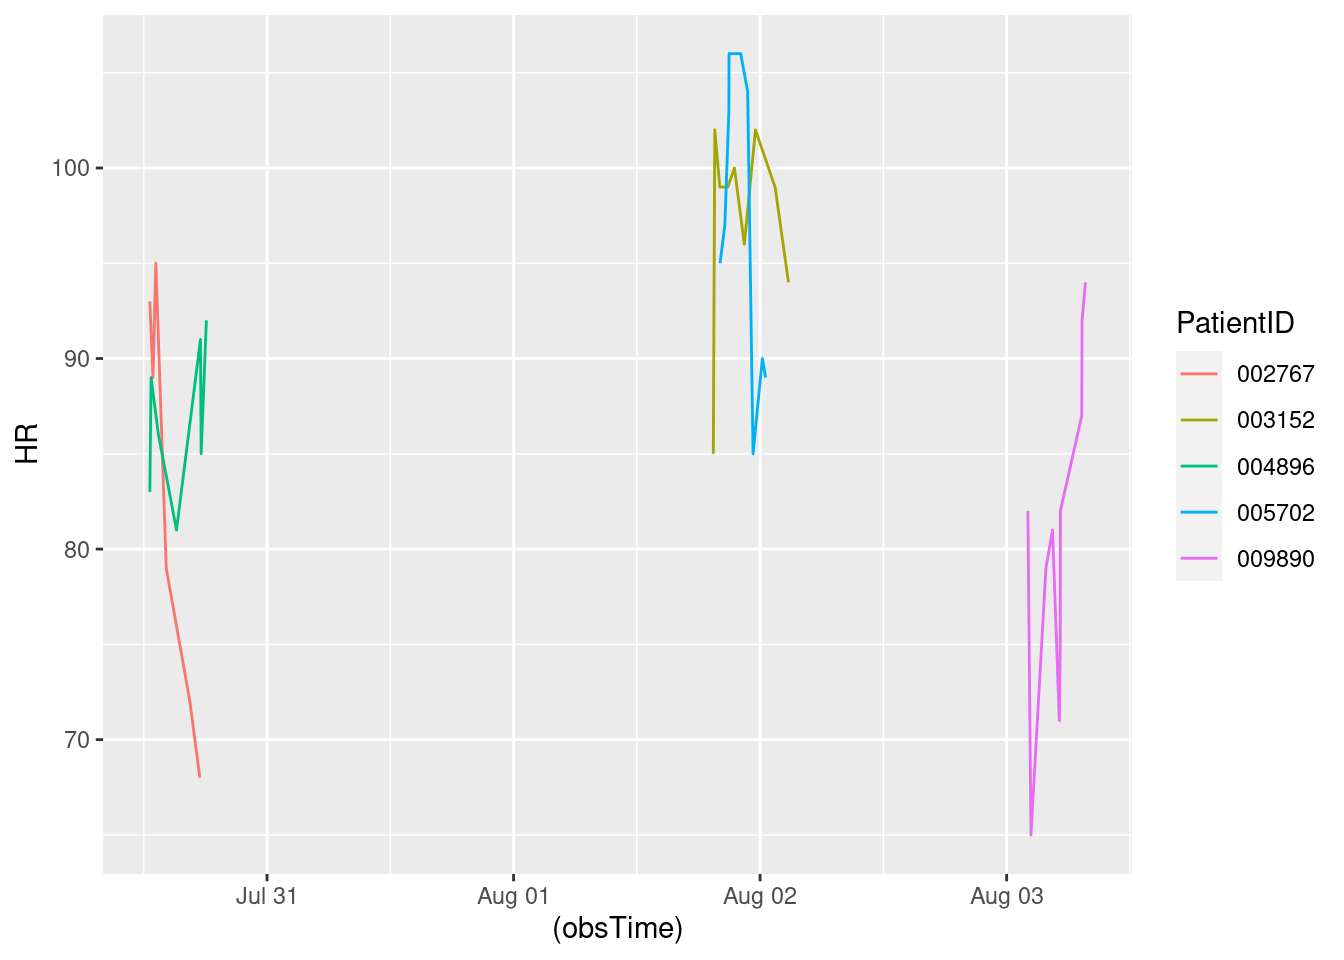 HR
100
90
80
70
Jul 31
Aug 01
Aug 02
Aug 03
(obsTime)
PatientID
002767
003152
004896
005702
009890